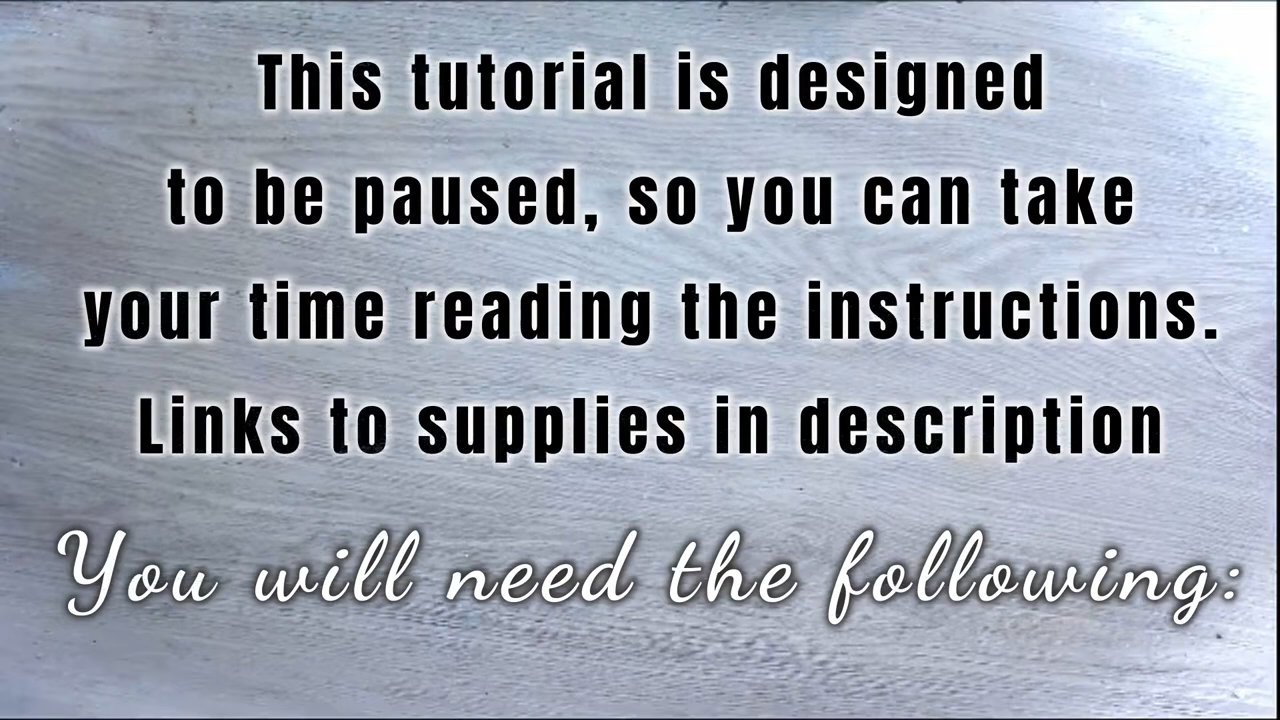 This tutorial is designed
to be paused, so you can take
your time reading the instructions.
Links to supplies in description
You will need the following: